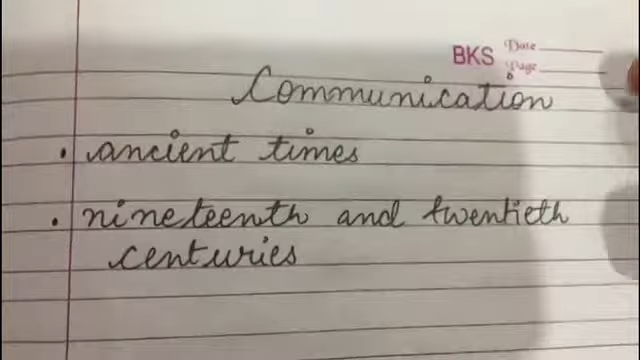 BKS Date
Page
Communication
. ancient times
. nineteenth and twentieth
centuries